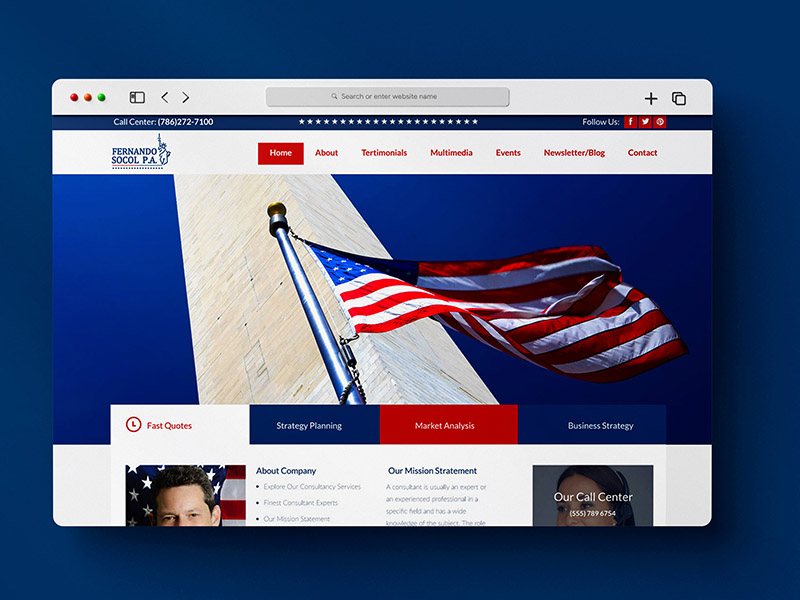 Search or enter website name
Call Center: (786)272-7100
Follow Us:
FERNANDO
SOCOL P.A.
Home About Tertimonials Multimedia Events Newsletter/Blog Contact
Fast Quotes Strategy Planning Market Analysis Business Strategy
About Company
Explore Our Consultancy Services
Finest Consultant Experts
Our Mission Statement
Our Mission Stratement
A consultant is usually an expert or
an experienced professional in a
specific field and has a wide
knowledge of the subject. The role
Our Call Center
(555) 789 6754